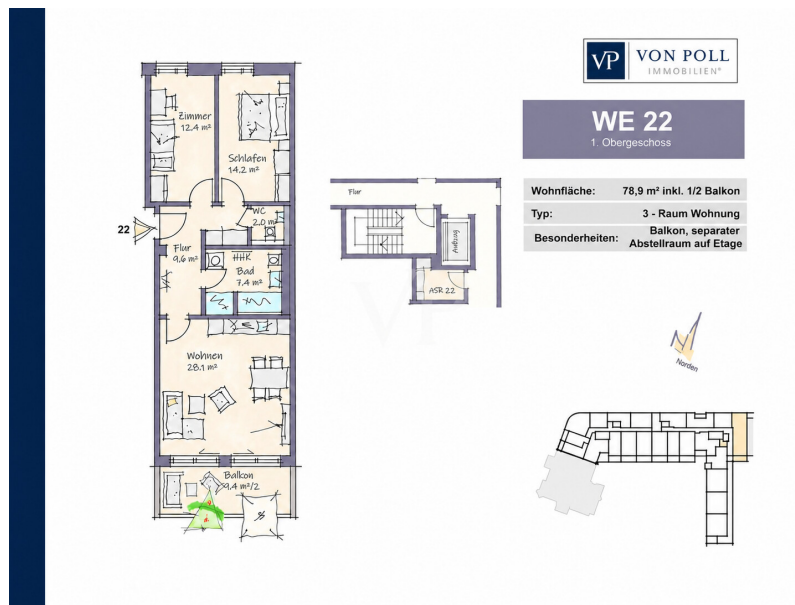 VP VON POLL
IMMOBILIEN®
WE 22
1. Obergeschoss
Wohnfläche: 78,9 m² inkl. 1/2 Balkon
Typ: 3 - Raum Wohnung
Besonderheiten: Balkon, separater
Abstellraum auf Etage
Zimmer
12.4 m²
Schlafen
14.2 m²
WC
2.0 m²
22
Flur
9.6 m²
HHK
Bad
7.4 m²
Wohnen
28.1 m²
Balkon
9.4 m²/2
Flur
Aufzug
ASR 22
Norden
VP